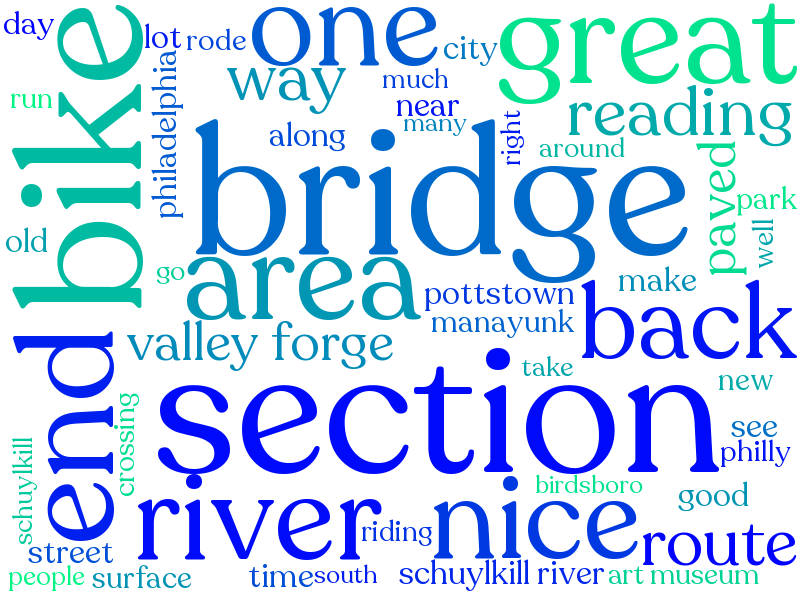 day
lot
rode
one
city
great
bike
run
philadelphia
way
much
near
many
right
reading
along
around
bridge
paved
park
well
old
go
area
make
pottstown
manayunk
back
valley forge
take
new
end
section
see
philly
crossing
schuylkill
river
riding
nice
birdsboro
good
route
street
people
surface
time
south
schuylkill river
art museum